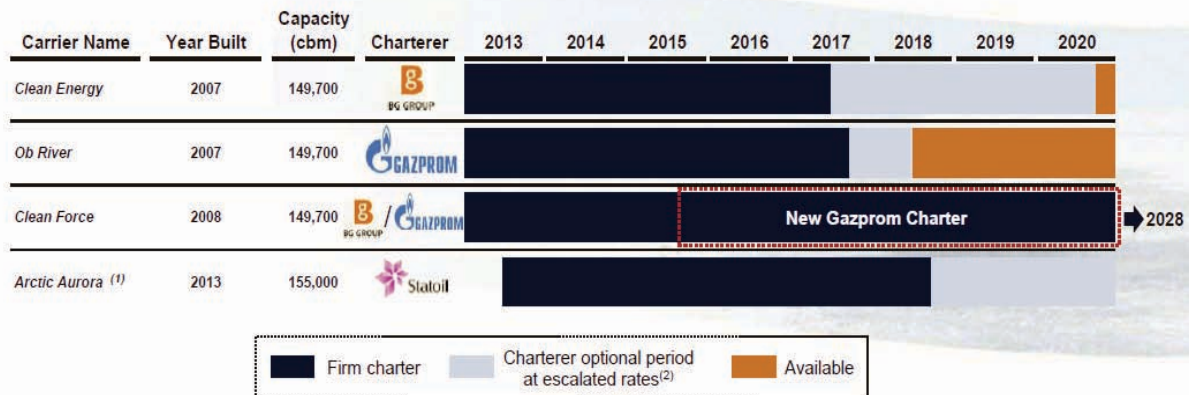 Capacity
Carrier Name Year Built (cbm) Charterer 2013 2014 2015 2016 2017 2018 2019 2020
Clean Energy 2007 149,700 BG GROUP
Ob River 2007 149,700 GAZPROM
Clean Force 2008 149,700 BG GROUP / GAZPROM New Gazprom Charter 2028
Arctic Aurora (1) 2013 155,000 Statoil
Firm charter Charterer optional period at escalated rates(2) Available